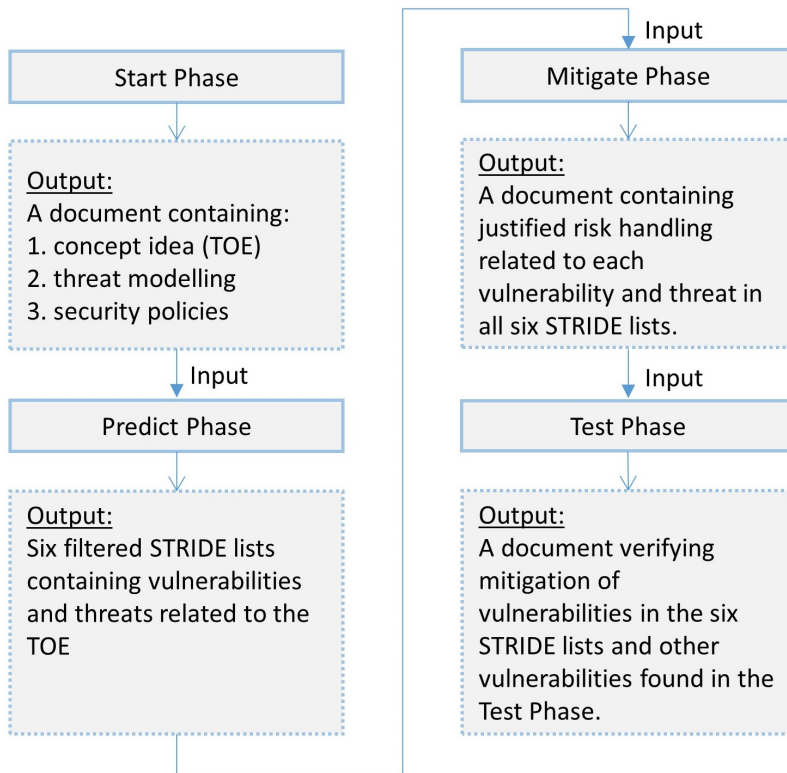 Start Phase
Output:
A document containing:
1. concept idea (TOE)
2. threat modelling
3. security policies
Input
Predict Phase
Output:
Six filtered STRIDE lists
containing vulnerabilities
and threats related to the
TOE
Input
Mitigate Phase
Output:
A document containing
justified risk handling
related to each
vulnerability and threat in
all six STRIDE lists.
Input
Test Phase
Output:
A document verifying
mitigation of
vulnerabilities in the six
STRIDE lists and other
vulnerabilities found in the
Test Phase.